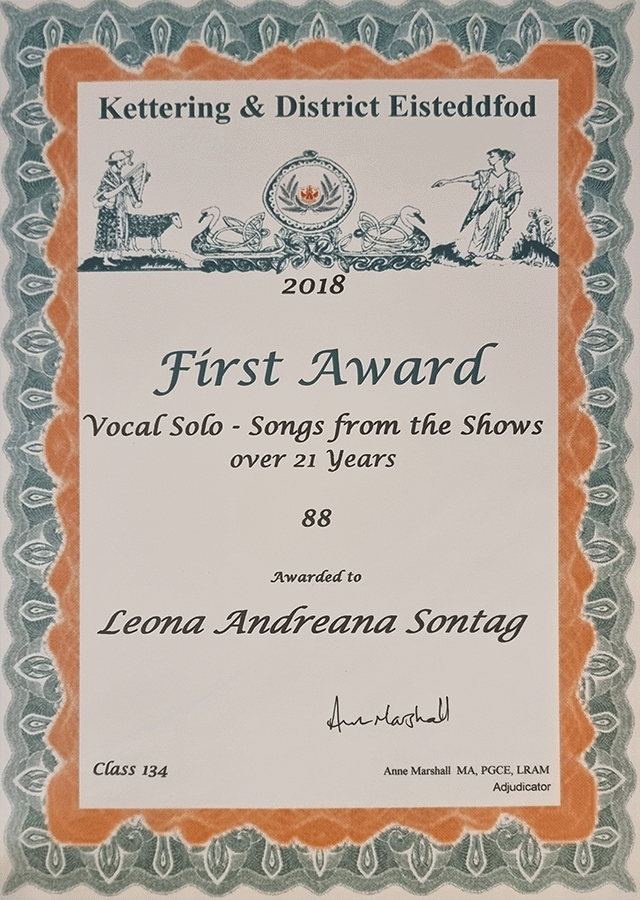 Kettering & District Eisteddfod
2018
First Award
Vocal Solo - Songs from the Shows
over 21 Years
88
Awarded to
Leona Andreana Sontag
Anne Marshall
Class 134
Anne Marshall MA, PGCE, LRAM
Adjudicator